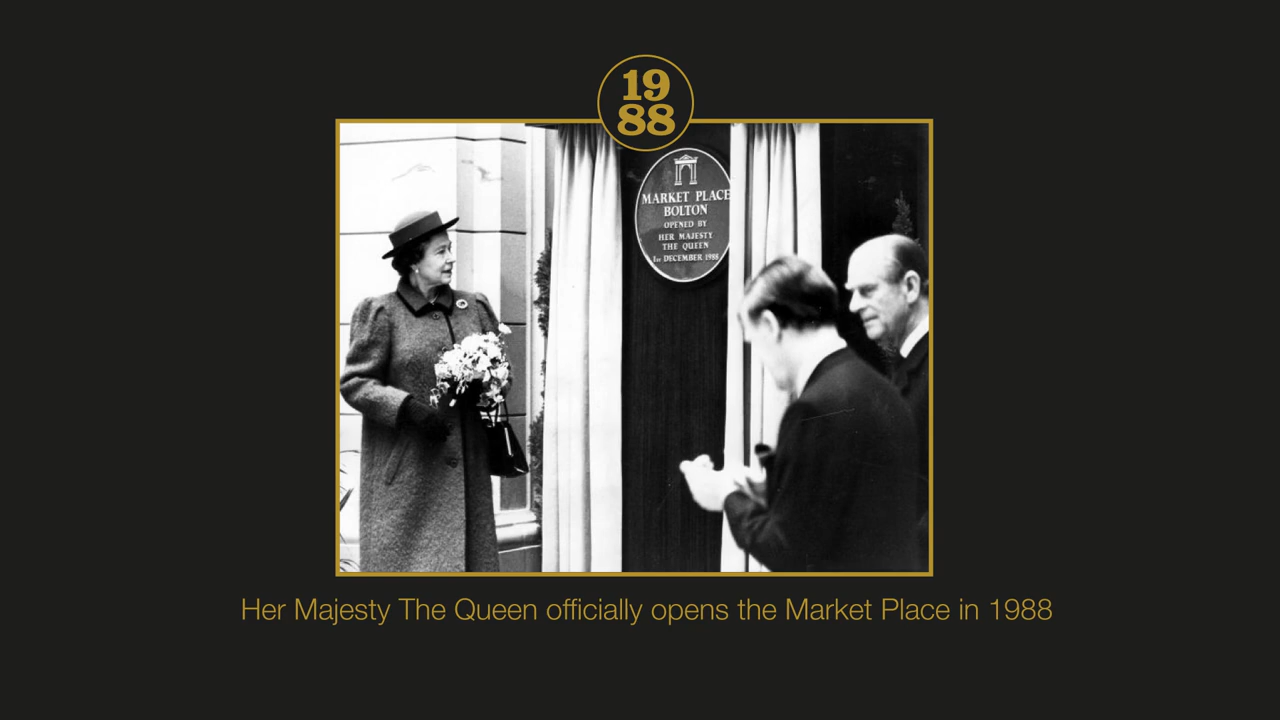 19
88
MARKET PLACE
BOLTON
OPENED BY
HER MAJESTY
THE QUEEN
1st DECEMBER 1988
Her Majesty The Queen officially opens the Market Place in 1988